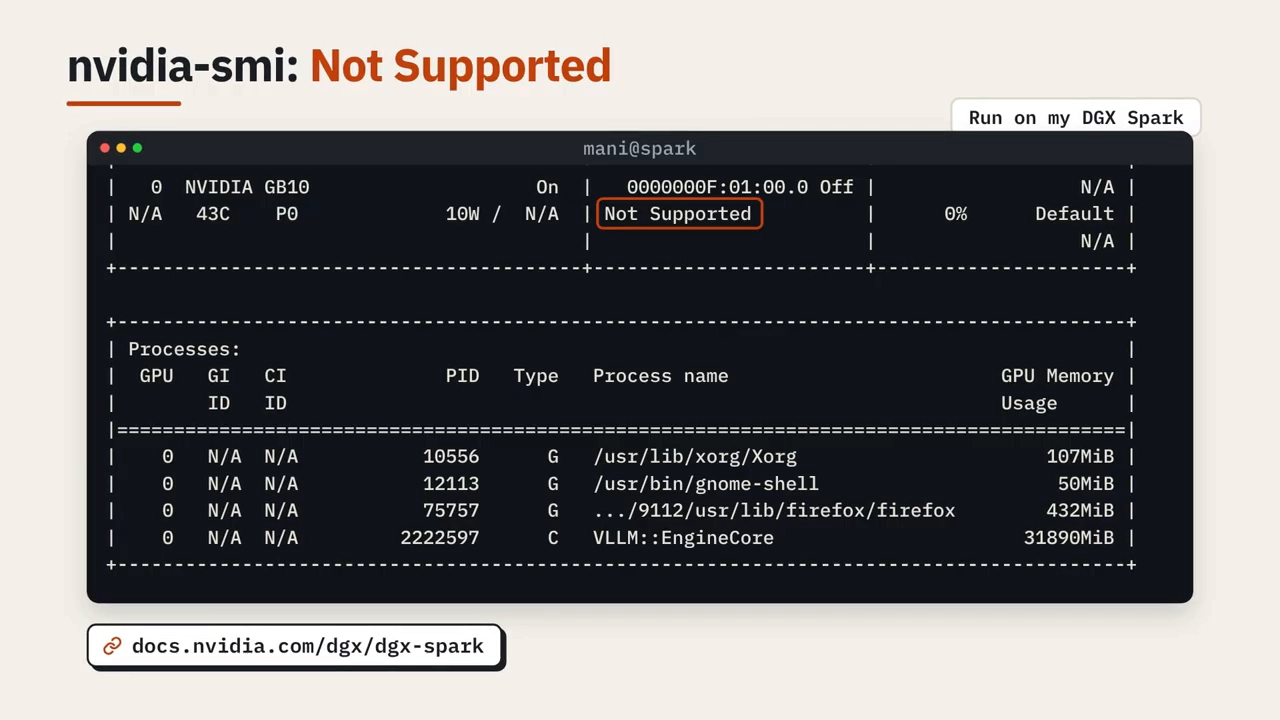 nvidia-smi: Not Supported
Run on my DGX Spark
mani@spark
|   0  NVIDIA GB10                    On  |   0000000F:01:00.0 Off |                  N/A |
| N/A   43C    P0             10W /  N/A  | Not Supported          |      0%      Default |
|                                         |                        |                  N/A |
+-----------------------------------------+------------------------+----------------------+
+-----------------------------------------------------------------------------------------+
| Processes:                                                                              |
|  GPU   GI   CI              PID   Type   Process name                        GPU Memory |
|        ID   ID                                                               Usage      |
|=========================================================================================|
|    0   N/A  N/A           10556      G   /usr/lib/xorg/Xorg                      107MiB |
|    0   N/A  N/A           12113      G   /usr/bin/gnome-shell                     50MiB |
|    0   N/A  N/A           75757      G   .../9112/usr/lib/firefox/firefox        432MiB |
|    0   N/A  N/A         2222597      C   VLLM::EngineCore                      31890MiB |
+-----------------------------------------------------------------------------------------+
docs.nvidia.com/dgx/dgx-spark